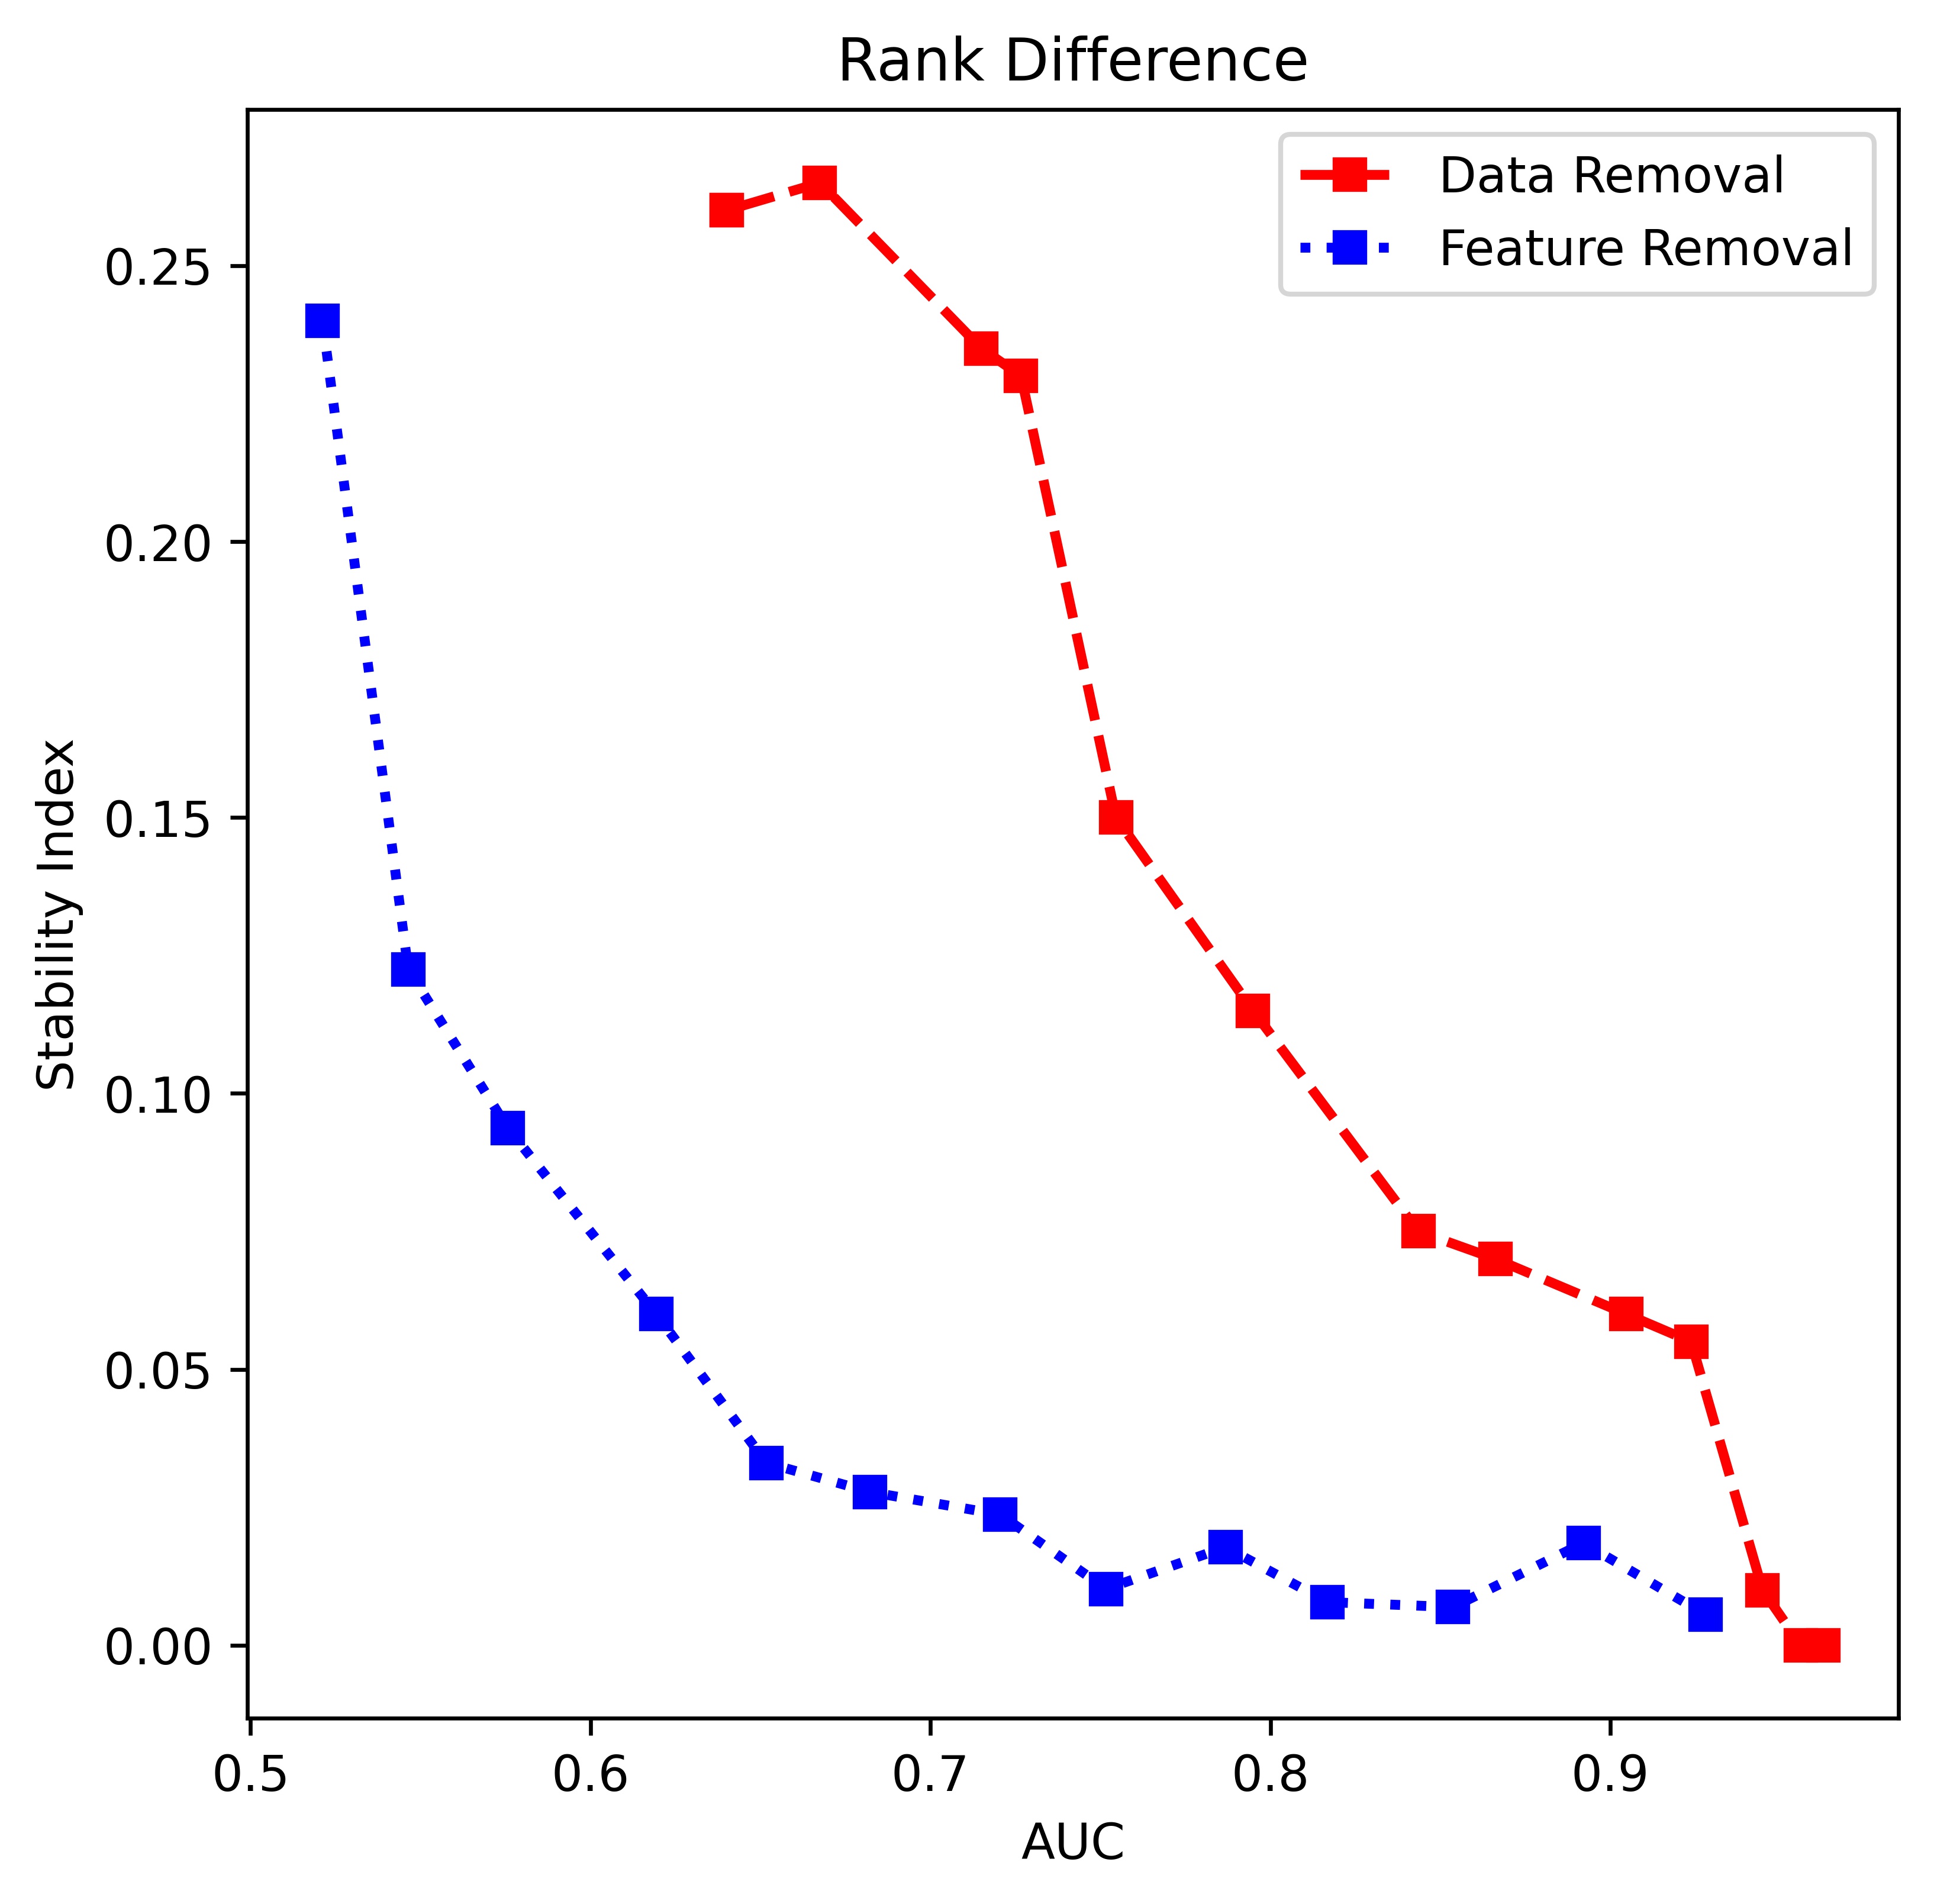 Rank Difference
Data Removal
Feature Removal
Stability Index
0.25
0.20
0.15
0.10
0.05
0.00
0.5 0.6 0.7 0.8 0.9
AUC